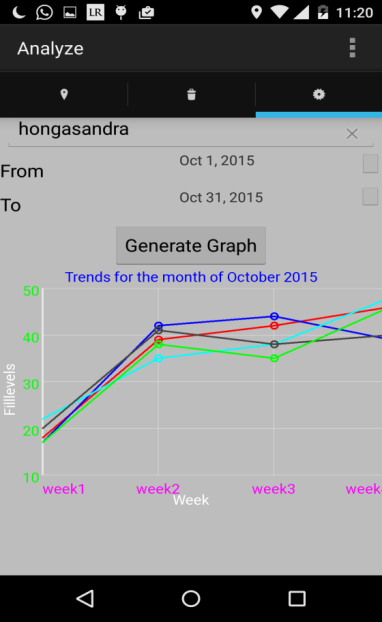 LR 11:20
Analyze
hongasandra
From Oct 1, 2015
To Oct 31, 2015
Generate Graph
Trends for the month of October 2015
50
40
30
20
10
Filllevels
week1 week2 week3
Week